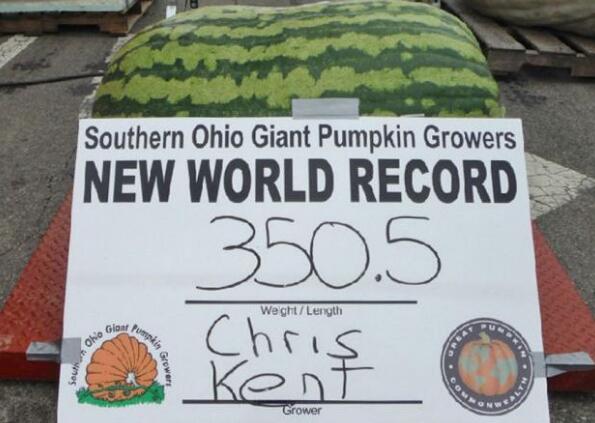 Southern Ohio Giant Pumpkin Growers
NEW WORLD RECORD
350.5
Weight / Length
Chris
Kent
Grower
Southern Ohio Giant Pumpkin Growers
GREAT PUMPKIN
COMMONWEALTH